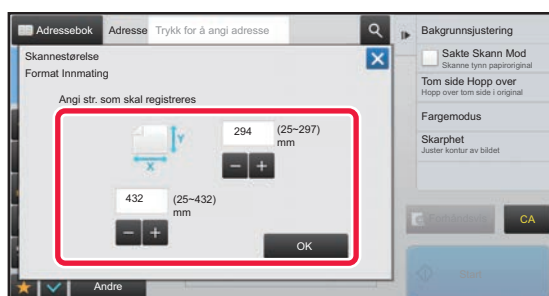 Adressebok
Adresse
Trykk for å angi adresse
Skannestørelse
Format Innmating
Angi str. som skal registreres
Y
X
294
(25~297)
mm
432
(25~432)
mm
OK
Bakgrunnsjustering
Sakte Skann Mod
Skanne tynn papiroriginal
Tom side Hopp over
Hopp over tom side i original
Fargemodus
Skarphet
Juster kontur av bildet
CA
Start
Andre